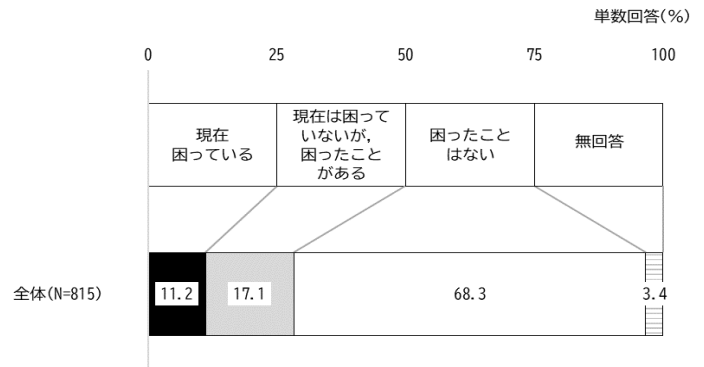 単数回答(%)
0 25 50 75 100
現在
困っている
現在は困って
いないが,
困ったこと
がある
困ったこと
はない
無回答
全体(N=815)
11.2 17.1 68.3 3.4